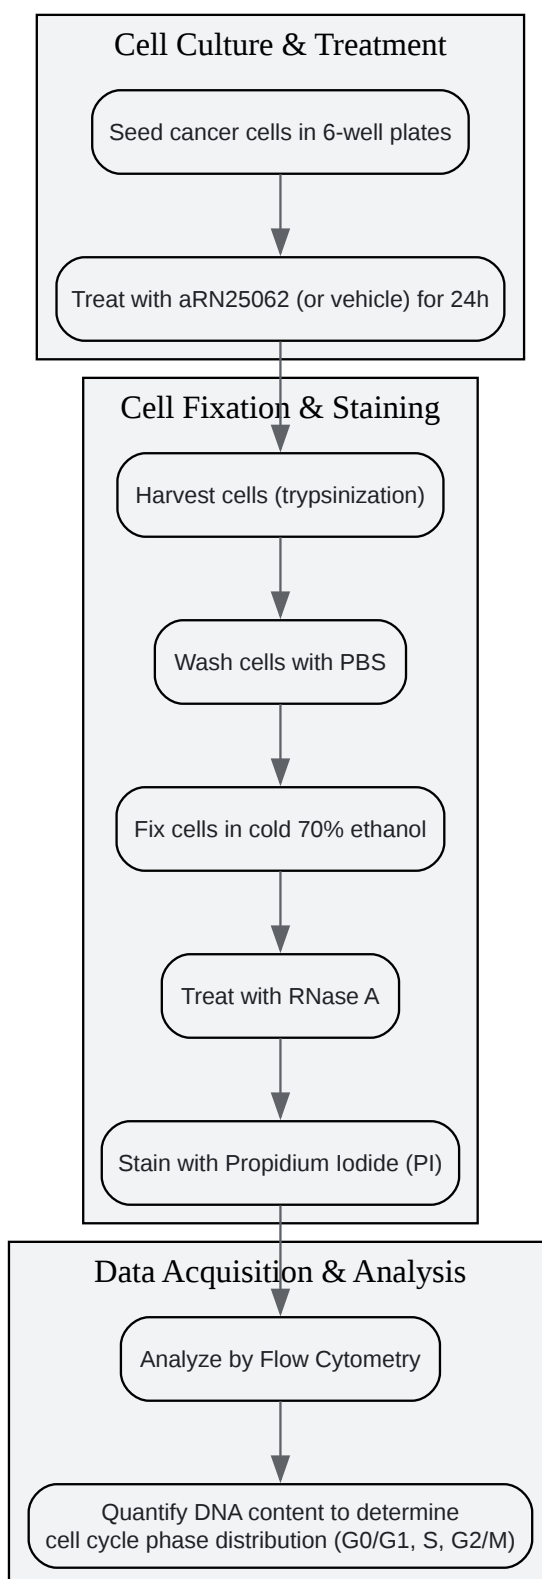 Cell Culture & Treatment
Seed cancer cells in 6-well plates
Treat with aRN25062 (or vehicle) for 24h
Cell Fixation & Staining
Harvest cells (trypsinization)
Wash cells with PBS
Fix cells in cold 70% ethanol
Treat with RNase A
Stain with Propidium Iodide (PI)
Data Acquisition & Analysis
Analyze by Flow Cytometry
Quantify DNA content to determine
cell cycle phase distribution (G0/G1, S, G2/M)